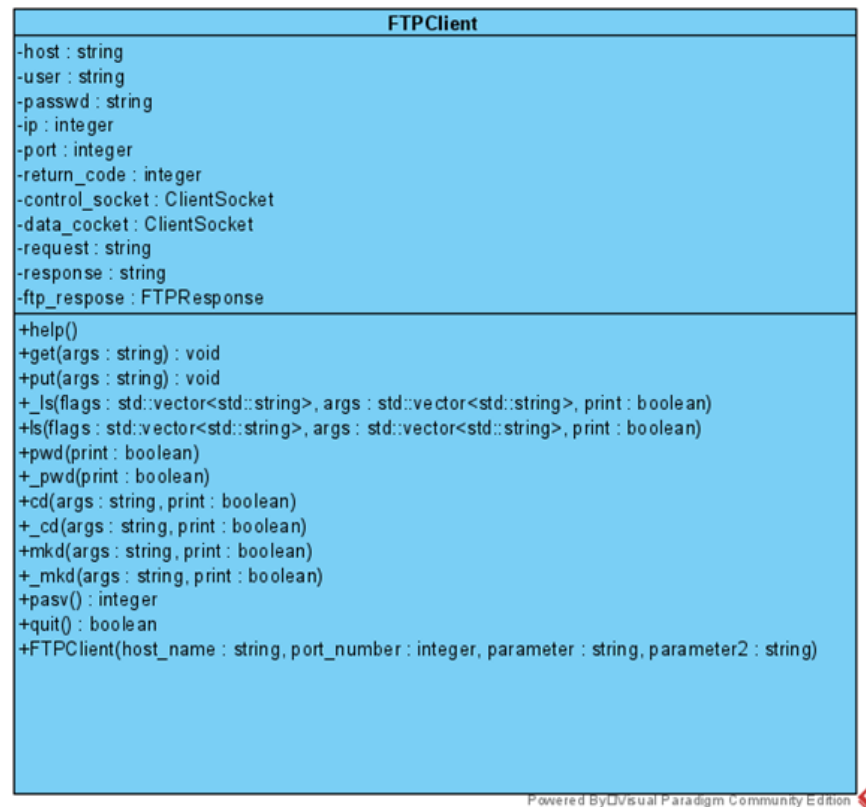 FTPClient
-host : string
-user : string
-passwd : string
-ip : integer
-port : integer
-return_code : integer
-control_socket : ClientSocket
-data_cocket : ClientSocket
-request : string
-response : string
-ftp_respose : FTPResponse
+help()
+get(args : string) : void
+put(args : string) : void
+_ls(flags : std::vector<std::string>, args : std::vector<std::string>, print : boolean)
+ls(flags : std::vector<std::string>, args : std::vector<std::string>, print : boolean)
+pwd(print : boolean)
+_pwd(print : boolean)
+cd(args : string, print : boolean)
+_cd(args : string, print : boolean)
+mkd(args : string, print : boolean)
+_mkd(args : string, print : boolean)
+pasv() : integer
+quit() : boolean
+FTPClient(host_name : string, port_number : integer, parameter : string, parameter2 : string)
Powered By□Visual Paradigm Community Edition